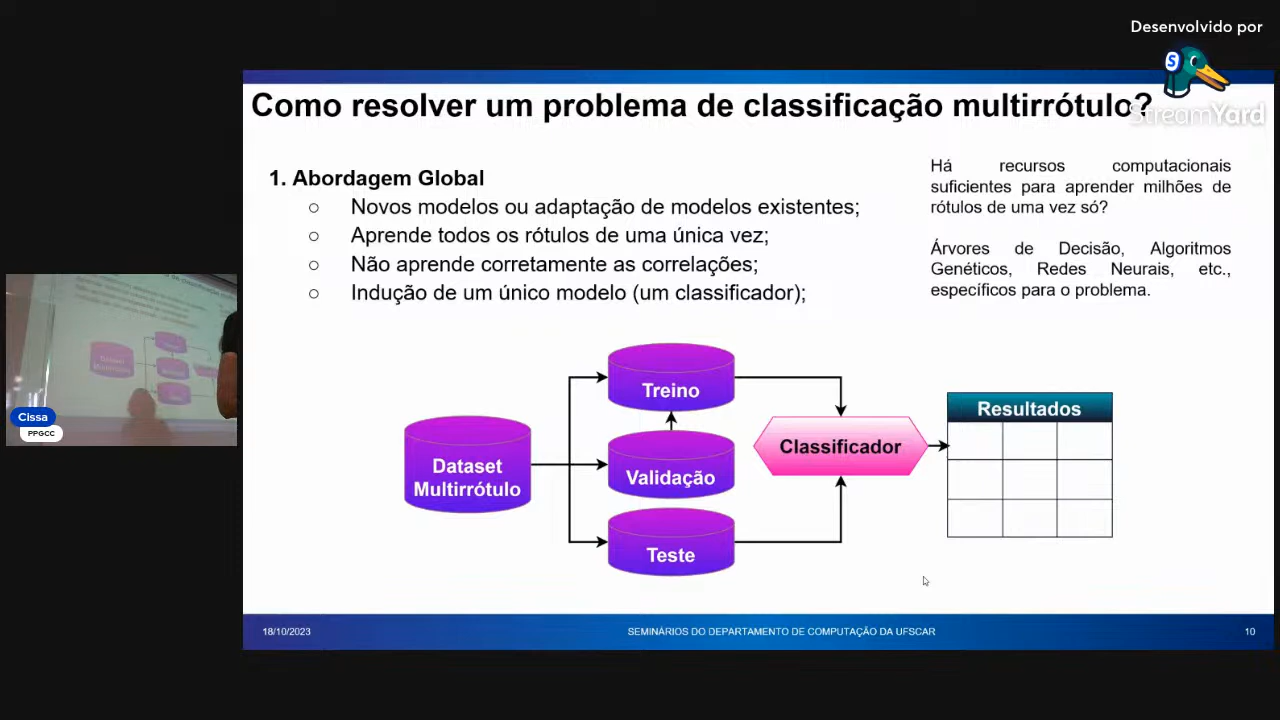 Desenvolvido por
StreamYard
Como resolver um problema de classificação multirrótulo?
1. Abordagem Global
○ Novos modelos ou adaptação de modelos existentes;
○ Aprende todos os rótulos de uma única vez;
○ Não aprende corretamente as correlações;
○ Indução de um único modelo (um classificador);
Há recursos computacionais
suficientes para aprender milhões de
rótulos de uma vez só?
Árvores de Decisão, Algoritmos
Genéticos, Redes Neurais, etc.,
específicos para o problema.
Dataset
Multirrótulo
Treino
Validação
Teste
Classificador
Resultados
Cissa
PPGCC
18/10/2023
SEMINÁRIOS DO DEPARTAMENTO DE COMPUTAÇÃO DA UFSCAR
10